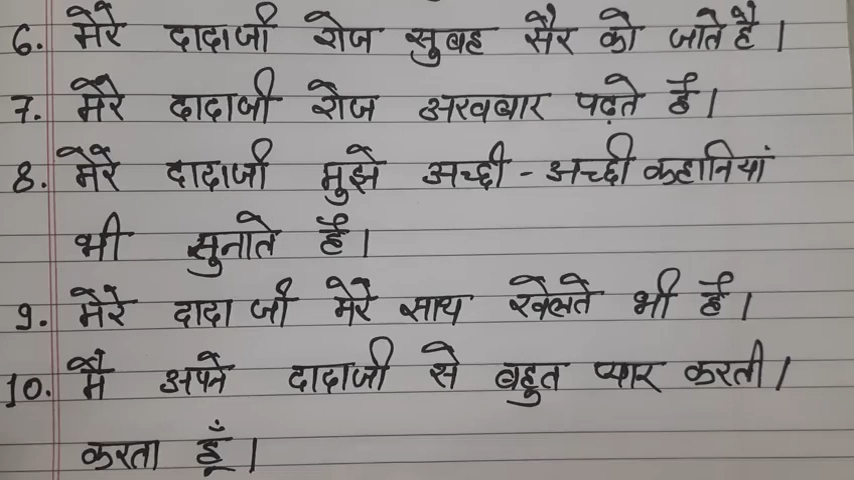 6. मेरे दादाजी रोज सुबह सैर को जाते है।
7. मेरे दादाजी रोज अखबार पढ़ते है।
8. मेरे दादाजी मुझे अच्छी - अच्छी कहानियां
भी सुनाते है।
9. मेरे दादा जी मेरे साथ खेलते भी है।
10. मै अपने दादाजी से बहुत प्यार करती/
करता हूँ।